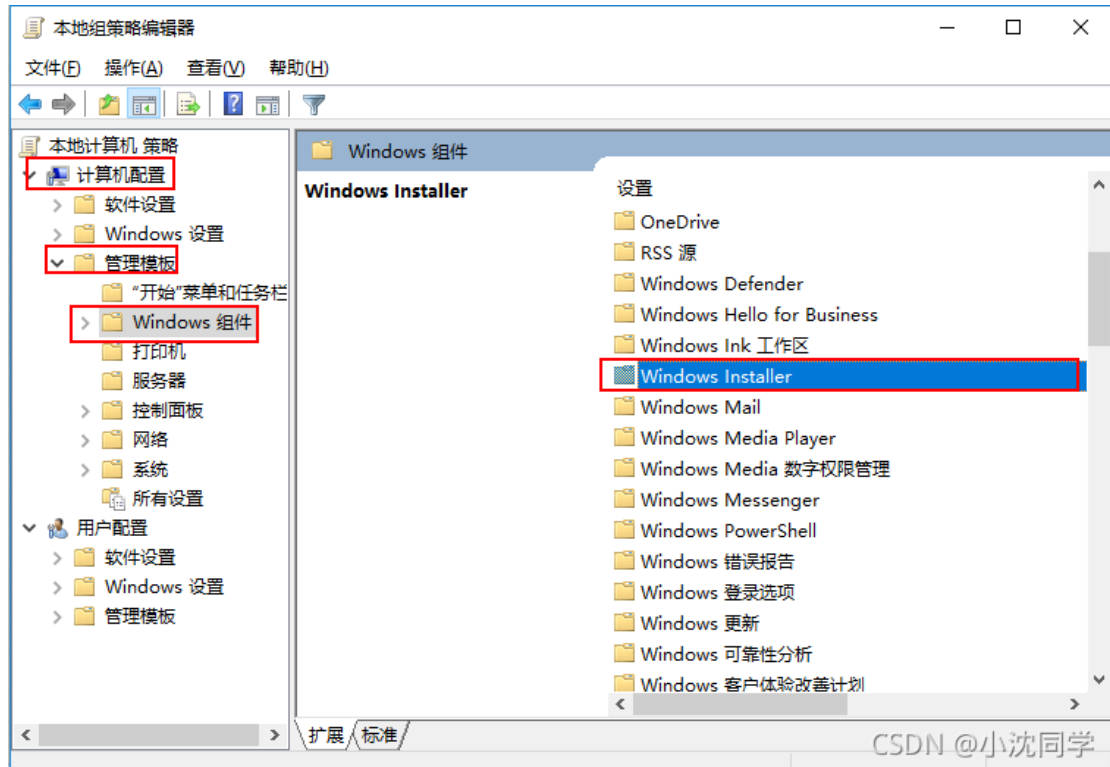 本地组策略编辑器
文件(F) 操作(A) 查看(V) 帮助(H)
本地计算机 策略
计算机配置
软件设置
Windows 设置
管理模板
“开始”菜单和任务栏
Windows 组件
打印机
服务器
控制面板
网络
系统
所有设置
用户配置
软件设置
Windows 设置
管理模板
Windows 组件
Windows Installer
设置
OneDrive
RSS 源
Windows Defender
Windows Hello for Business
Windows Ink 工作区
Windows Installer
Windows Mail
Windows Media Player
Windows Media 数字权限管理
Windows Messenger
Windows PowerShell
Windows 错误报告
Windows 登录选项
Windows 更新
Windows 可靠性分析
Windows 客户体验改善计划
扩展 标准
CSDN @小沈同学